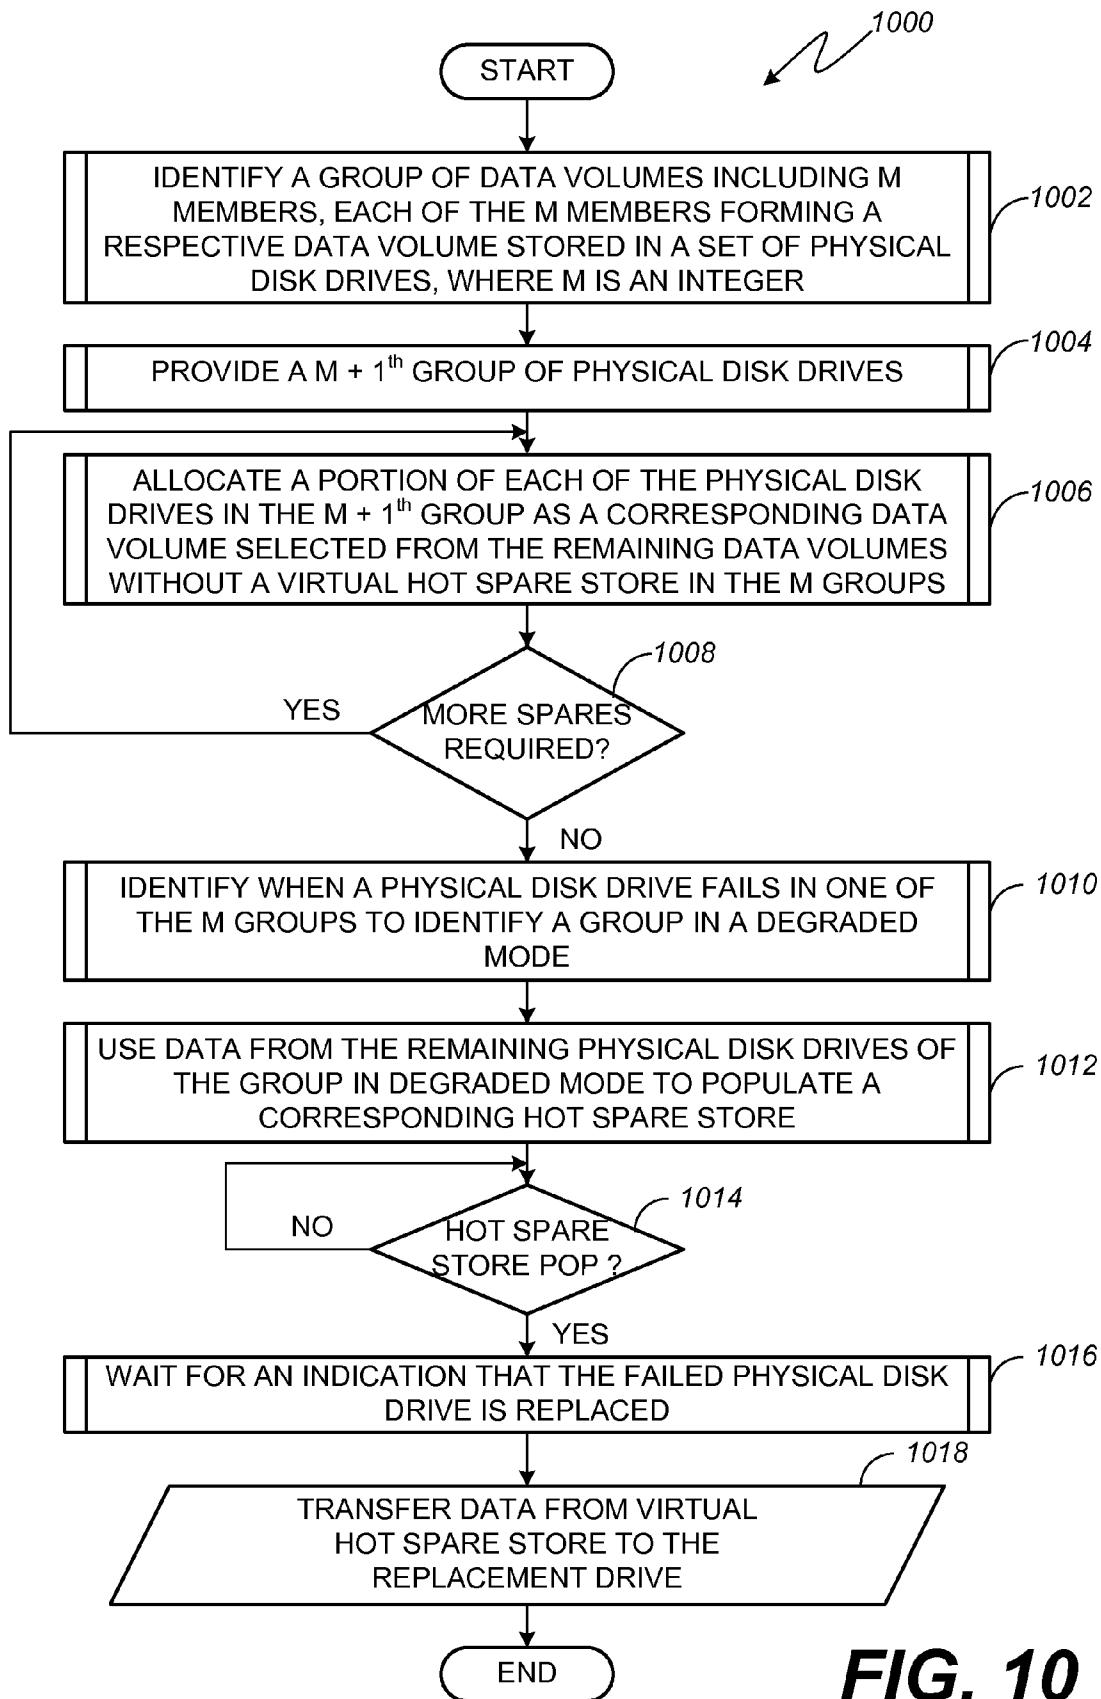 1000
START
IDENTIFY A GROUP OF DATA VOLUMES INCLUDING M
MEMBERS, EACH OF THE M MEMBERS FORMING A
RESPECTIVE DATA VOLUME STORED IN A SET OF PHYSICAL
DISK DRIVES, WHERE M IS AN INTEGER
1002
PROVIDE A M + 1th GROUP OF PHYSICAL DISK DRIVES
1004
ALLOCATE A PORTION OF EACH OF THE PHYSICAL DISK
DRIVES IN THE M + 1th GROUP AS A CORRESPONDING DATA
VOLUME SELECTED FROM THE REMAINING DATA VOLUMES
WITHOUT A VIRTUAL HOT SPARE STORE IN THE M GROUPS
1006
1008
YES
MORE SPARES
REQUIRED?
NO
IDENTIFY WHEN A PHYSICAL DISK DRIVE FAILS IN ONE OF
THE M GROUPS TO IDENTIFY A GROUP IN A DEGRADED
MODE
1010
USE DATA FROM THE REMAINING PHYSICAL DISK DRIVES OF
THE GROUP IN DEGRADED MODE TO POPULATE A
CORRESPONDING HOT SPARE STORE
1012
1014
NO
HOT SPARE
STORE POP ?
YES
WAIT FOR AN INDICATION THAT THE FAILED PHYSICAL DISK
DRIVE IS REPLACED
1016
1018
TRANSFER DATA FROM VIRTUAL
HOT SPARE STORE TO THE
REPLACEMENT DRIVE
END
FIG. 10